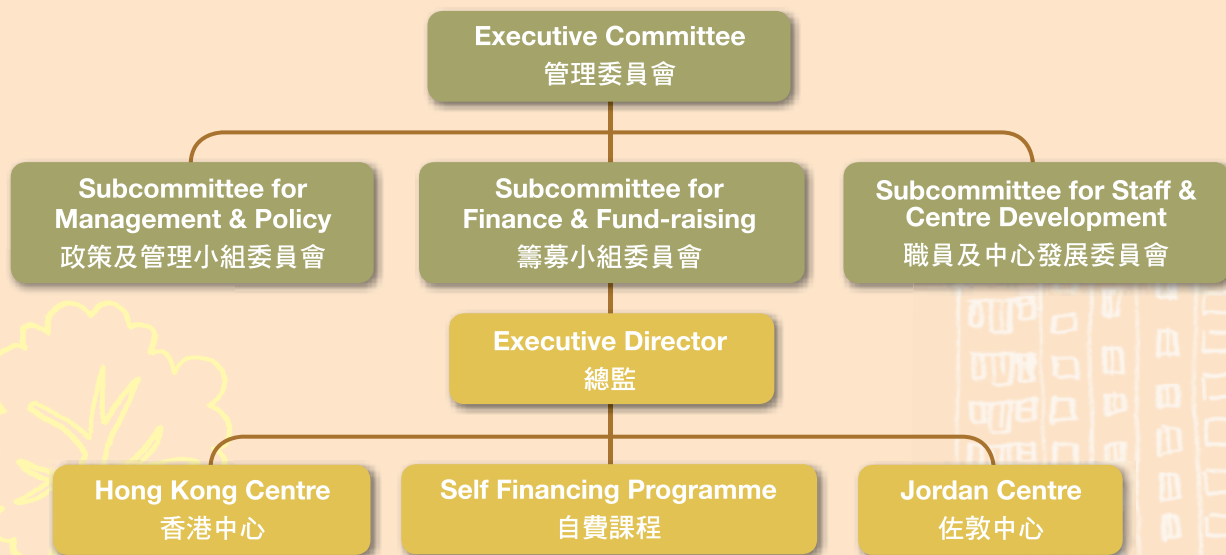 Executive Committee
管理委員會
Subcommittee for
Management & Policy
政策及管理小組委員會
Subcommittee for
Finance & Fund-raising
籌募小組委員會
Subcommittee for Staff &
Centre Development
職員及中心發展委員會
Executive Director
總監
Hong Kong Centre
香港中心
Self Financing Programme
自費課程
Jordan Centre
佐敦中心